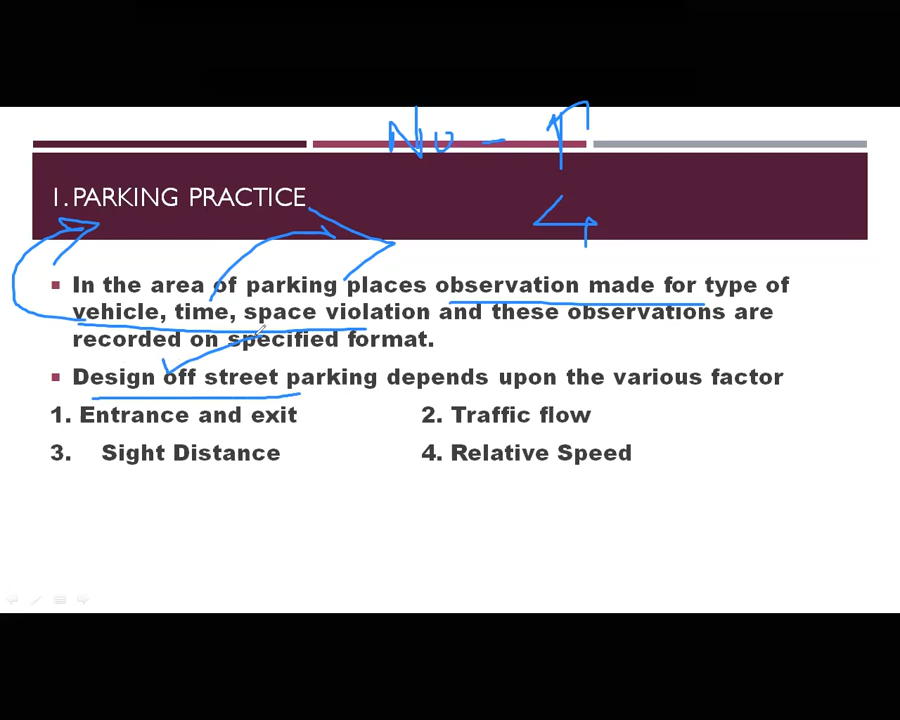 No -
1. PARKING PRACTICE
In the area of parking places observation made for type of
vehicle, time, space violation and these observations are
recorded on specified format.
Design off street parking depends upon the various factor
1. Entrance and exit 2. Traffic flow
3. Sight Distance 4. Relative Speed